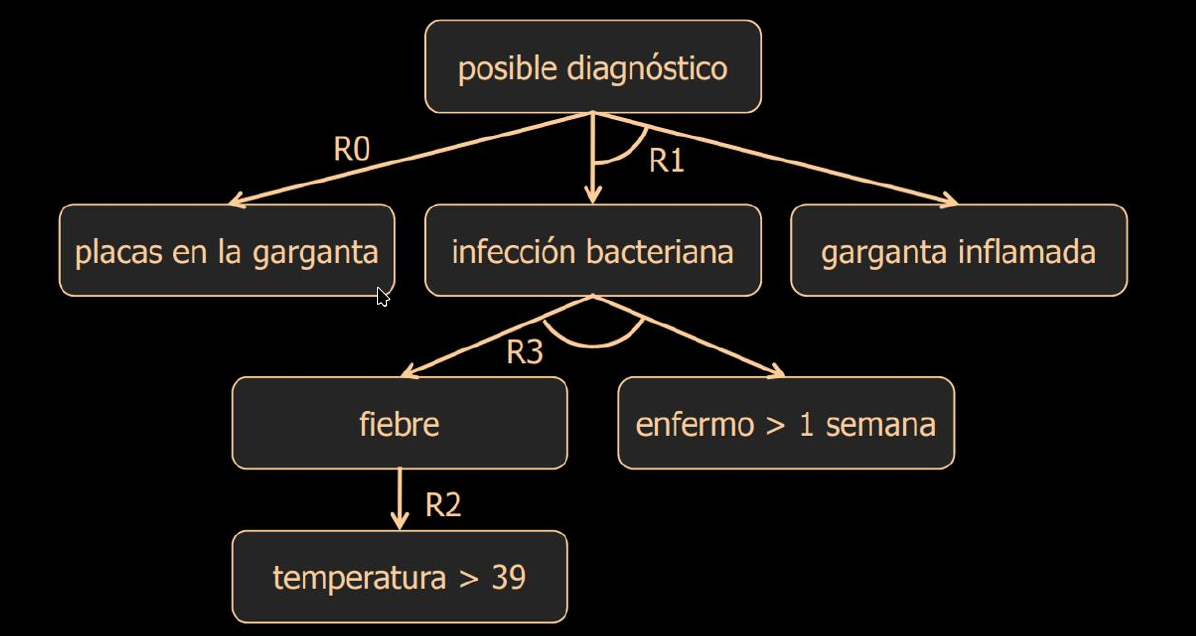 posible diagnóstico
R0
R1
placas en la garganta
infección bacteriana
garganta inflamada
R3
fiebre
enfermo > 1 semana
R2
temperatura > 39